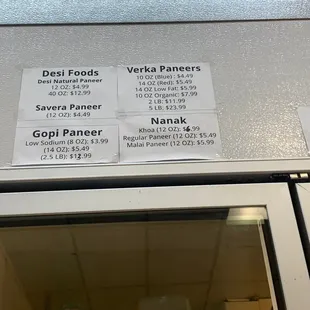 Desi Foods
Desi Natural Paneer
12 OZ: $4.99
40 OZ: $12.99
Savera Paneer
(12 OZ): $4.49
Verka Paneers
10 OZ (Blue): $4.49
14 OZ (Red): $5.49
14 OZ Low Fat: $5.99
10 OZ Organic: $7.99
2 LB: $11.99
5 LB: $23.99
Gopi Paneer
Low Sodium (8 OZ): $3.99
(14 OZ): $5.49
(2.5 LB): $12.99
Nanak
Khoa (12 OZ): $6.99
Regular Paneer (12 OZ): $5.49
Malai Paneer (12 OZ): $5.99